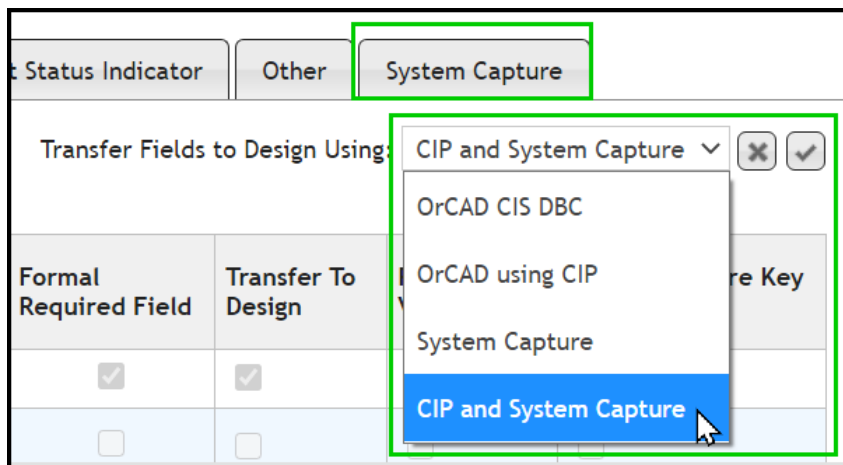 t Status Indicator
Other
System Capture
Transfer Fields to Design Using:
CIP and System Capture
OrCAD CIS DBC
OrCAD using CIP
System Capture
CIP and System Capture
Formal
Required Field
Transfer To
Design
re Key